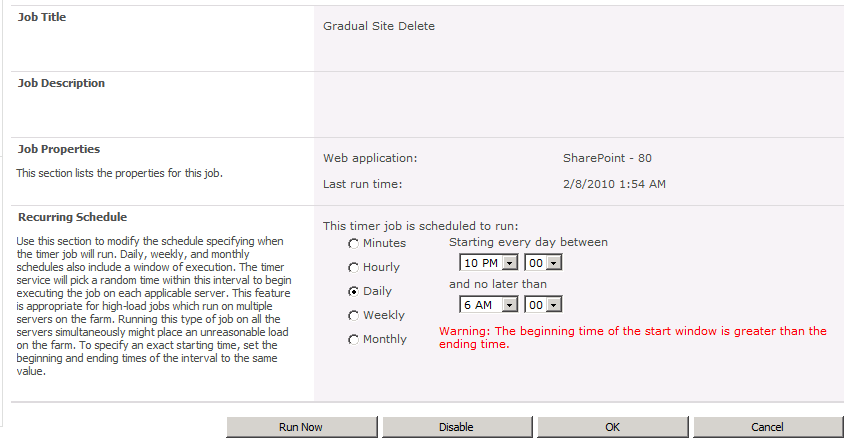 Job Title
Gradual Site Delete
Job Description
Job Properties
This section lists the properties for this job.
Web application: SharePoint - 80
Last run time: 2/8/2010 1:54 AM
Recurring Schedule
Use this section to modify the schedule specifying when
the timer job will run. Daily, weekly, and monthly
schedules also include a window of execution. The timer
service will pick a random time within this interval to begin
executing the job on each applicable server. This feature
is appropriate for high-load jobs which run on multiple
servers on the farm. Running this type of job on all the
servers simultaneously might place an unreasonable load
on the farm. To specify an exact starting time, set the
beginning and ending times of the interval to the same
value.
This timer job is scheduled to run:
Minutes
Hourly
Daily
Weekly
Monthly
Starting every day between
10 PM 00
and no later than
6 AM 00
Warning: The beginning time of the start window is greater than the
ending time.
Run Now Disable OK Cancel